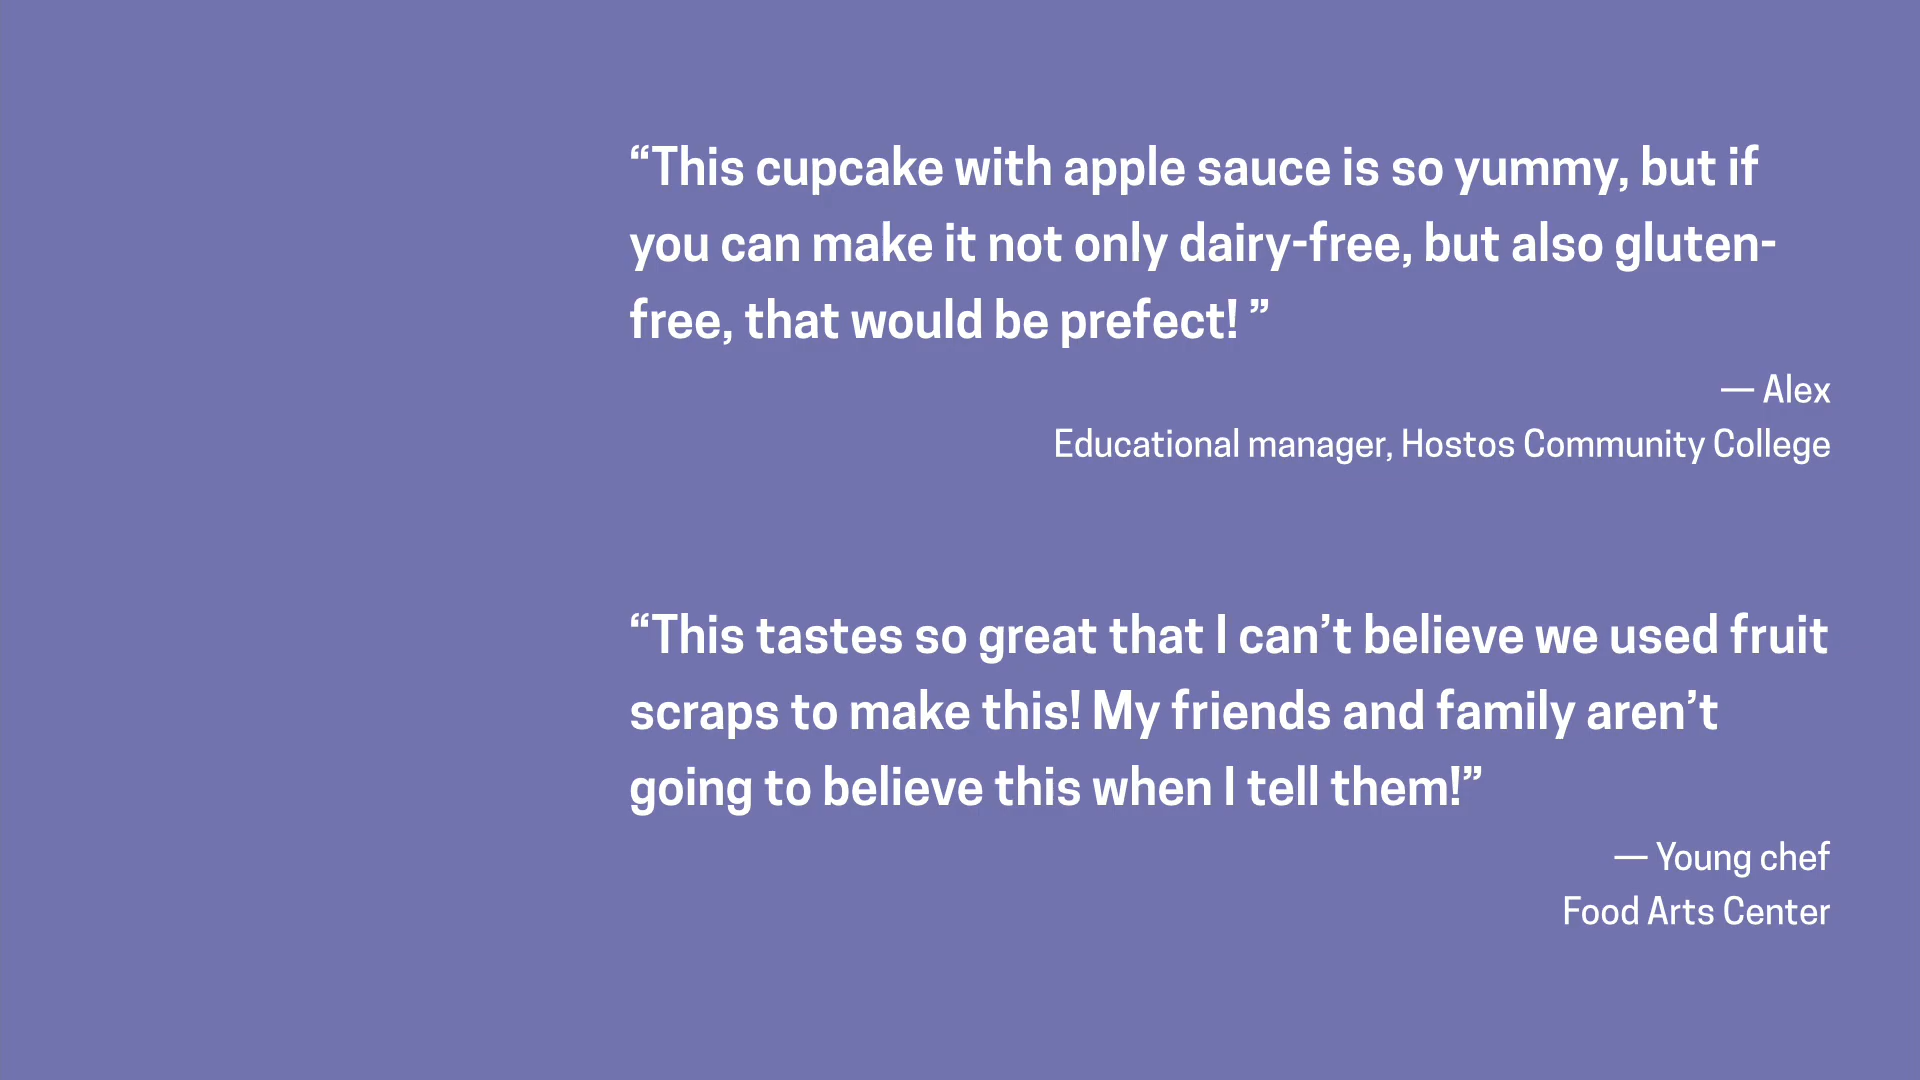 “This cupcake with apple sauce is so yummy, but if
you can make it not only dairy-free, but also gluten-
free, that would be prefect! ”
— Alex
Educational manager, Hostos Community College
“This tastes so great that I can’t believe we used fruit
scraps to make this! My friends and family aren’t
going to believe this when I tell them!”
— Young chef
Food Arts Center